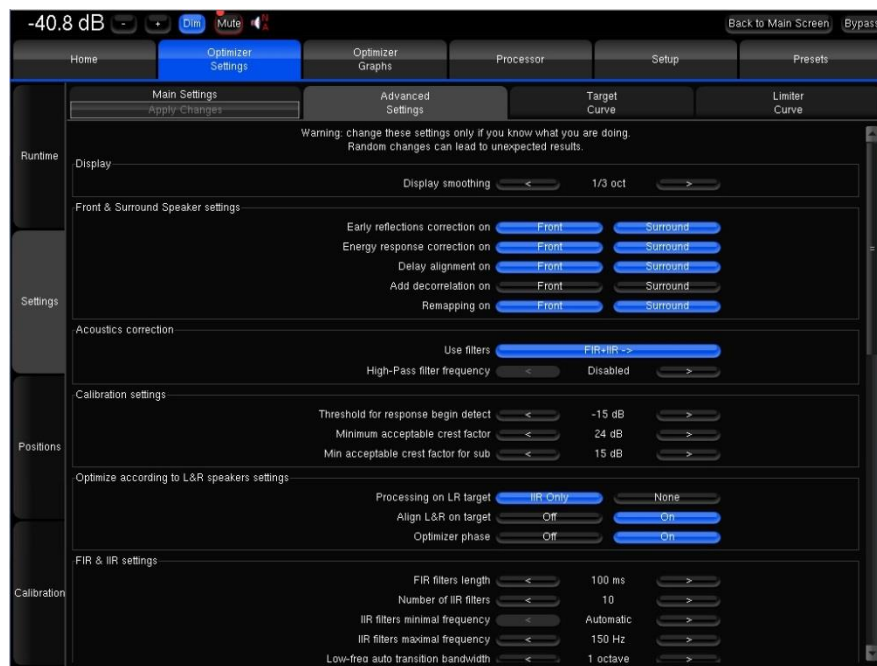 -40.8 dB - + Dim Mute
Back to Main Screen Bypass
Home
Optimizer
Settings
Optimizer
Graphs
Processor
Setup
Presets
Main Settings
Apply Changes
Advanced
Settings
Target
Curve
Limiter
Curve
Runtime
Settings
Positions
Calibration
Warning: change these settings only if you know what you are doing.
Random changes can lead to unexpected results.
Display
Display smoothing < 1/3 oct >
Front & Surround Speaker settings
Early reflections correction on Front Surround
Energy response correction on Front Surround
Delay alignment on Front Surround
Add decorrelation on Front Surround
Remapping on Front Surround
Acoustics correction
Use filters FIR+IIR ->
High-Pass filter frequency < Disabled >
Calibration settings
Threshold for response begin detect < -15 dB >
Minimum acceptable crest factor < 24 dB >
Min acceptable crest factor for sub < 15 dB >
Optimize according to L&R speakers settings
Processing on LR target IIR Only None
Align L&R on target Off On
Optimizer phase Off On
FIR & IIR settings
FIR filters length < 100 ms >
Number of IIR filters < 10 >
IIR filters minimal frequency < Automatic >
IIR filters maximal frequency < 150 Hz >
Low-freq auto transition bandwidth < 1 octave >